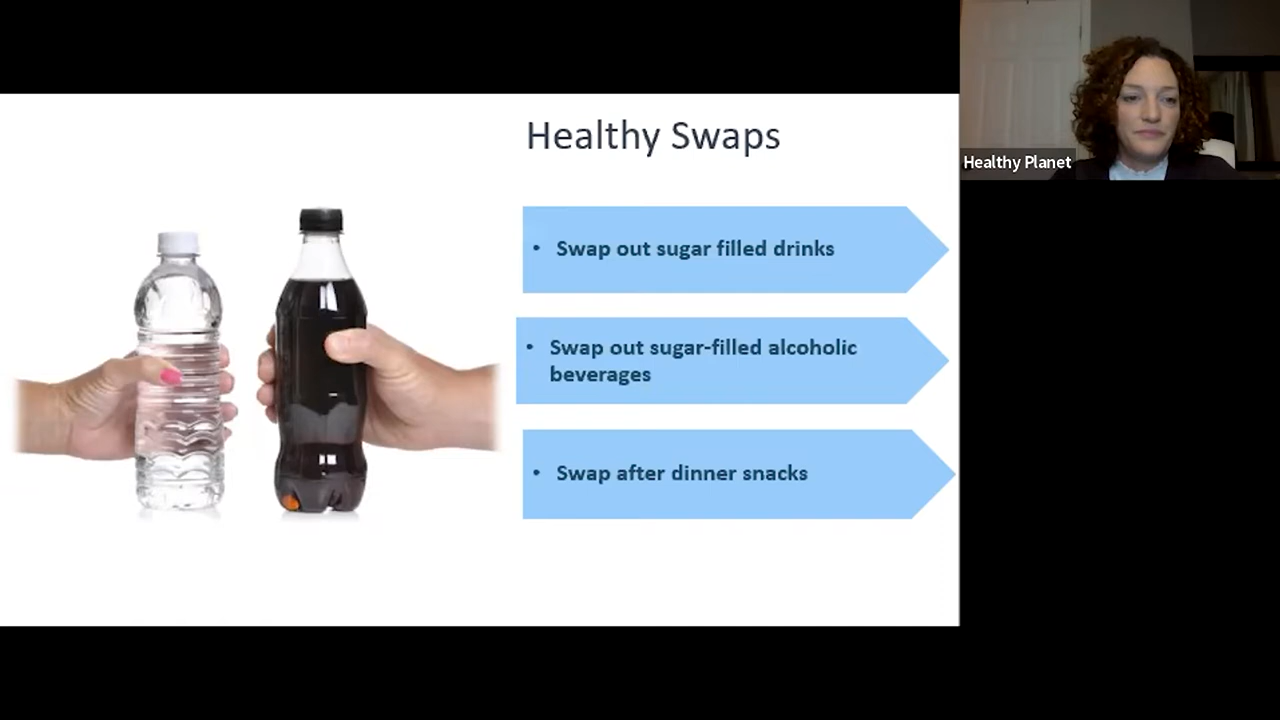 Healthy Swaps
Healthy Planet
• Swap out sugar filled drinks
• Swap out sugar-filled alcoholic
beverages
• Swap after dinner snacks